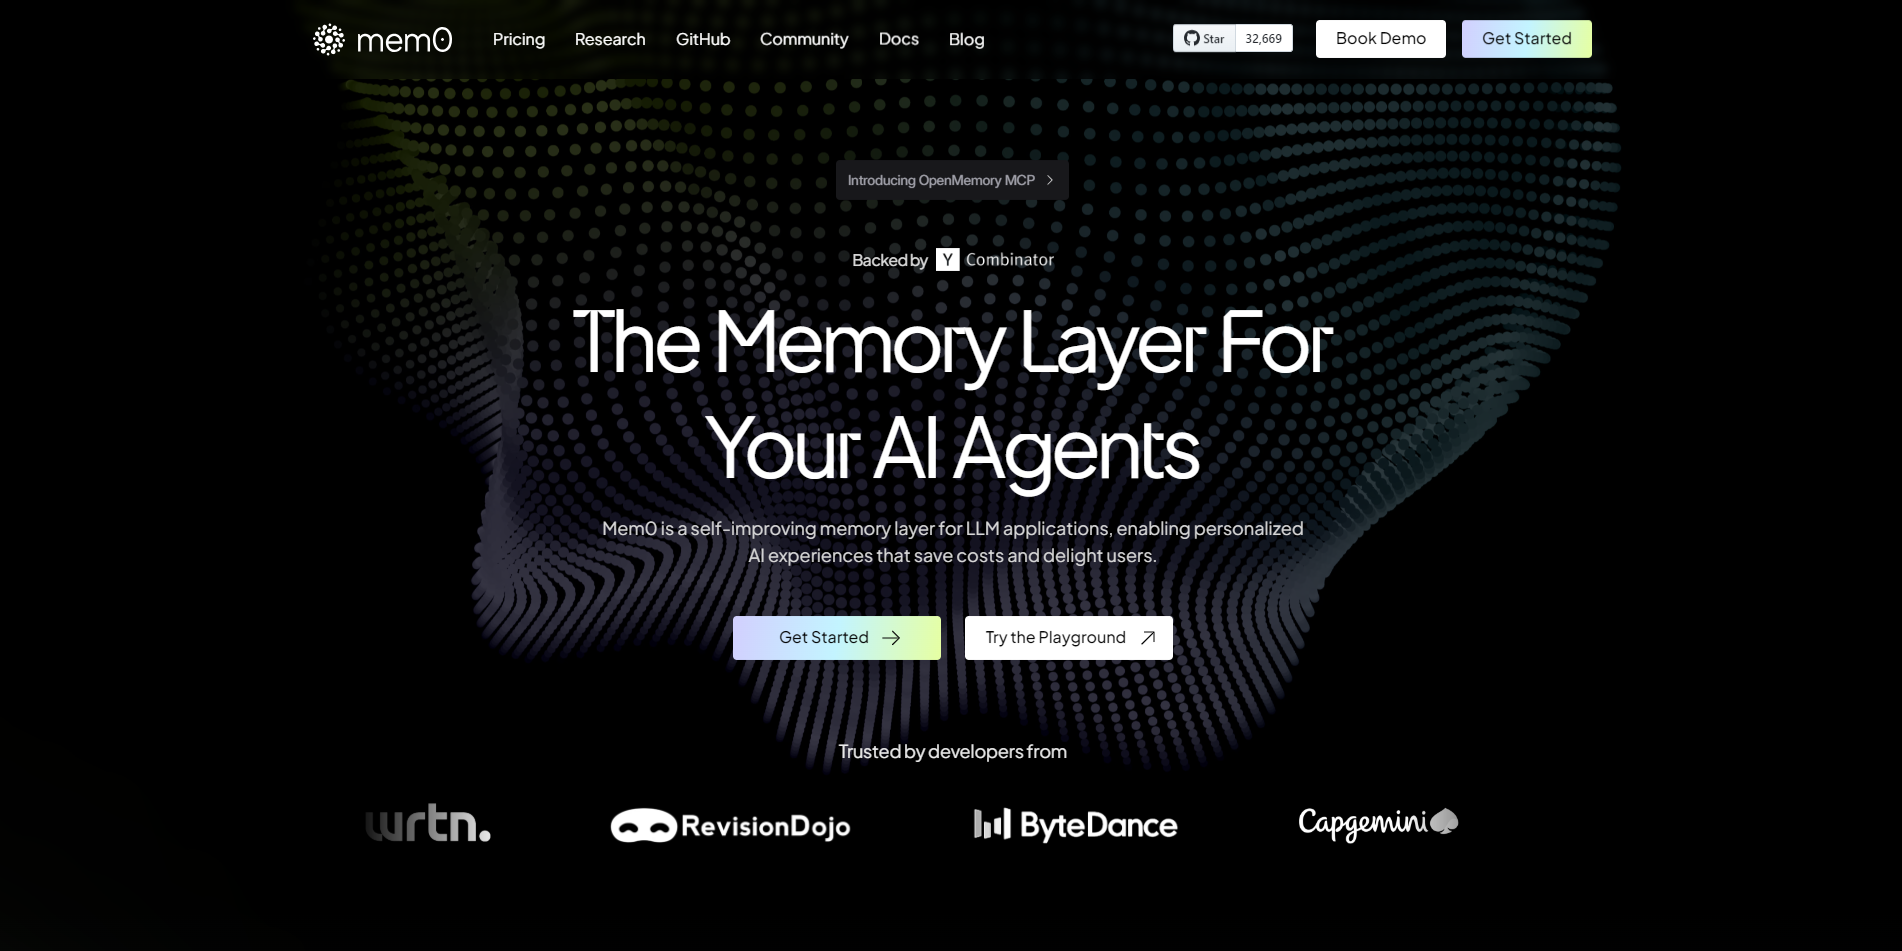 mem0 Pricing Research GitHub Community Docs Blog Star 32,669 Book Demo Get Started
Introducing OpenMemory MCP
Backed by Y Combinator
The Memory Layer For
Your AI Agents
Mem0 is a self-improving memory layer for LLM applications, enabling personalized
AI experiences that save costs and delight users.
Get Started Try the Playground
Trusted by developers from
wrtn. RevisionDojo ByteDance Capgemini